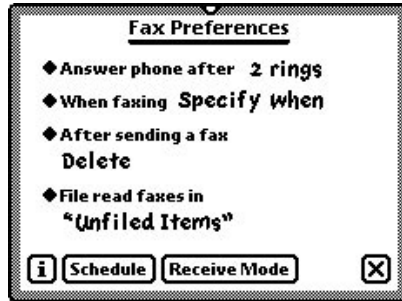 Fax Preferences
◆Answer phone after 2 rings
◆When faxing Specify when
◆After sending a fax
Delete
◆File read faxes in
“Unfiled Items”
i Schedule Receive Mode X